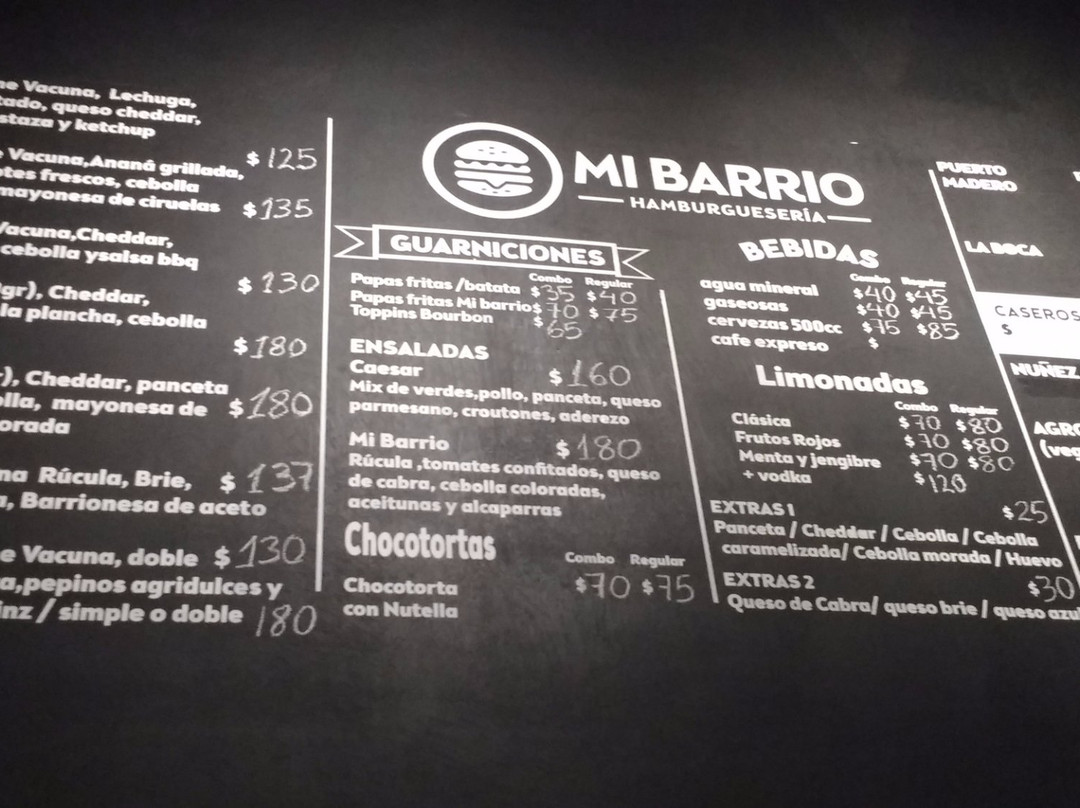 ne Vacuna, Lechuga,
tado, queso cheddar,
staza y ketchup
$125
Vacuna,Ananá grillada,
otes frescos, cebolla
mayonesa de ciruelas $135
Vacuna,Cheddar,
cebolla ysalsa bbq
$130
gr), Cheddar,
la plancha, cebolla
$180
), Cheddar, panceta
olla, mayonesa de $180
orada
na Rúcula, Brie, $137
a, Barrionesa de aceto
e Vacuna, doble $130
a,pepinos agridulces y
inz / simple o doble 180
MI BARRIO
HAMBURGUESERÍA
GUARNICIONES
Combo Regular
Papas fritas /batata $35 $40
Papas fritas Mi barrio $70 $75
Toppins Bourbon $65
ENSALADAS
Caesar $160
Mix de verdes,pollo, panceta, queso
parmesano, croutones, aderezo
Mi Barrio $180
Rúcula ,tomates confitados, queso
de cabra, cebolla coloradas,
aceitunas y alcaparras
Chocotortas
Combo Regular
Chocotorta $70 $75
con Nutella
BEBIDAS
Combo Regular
agua mineral $40 $45
gaseosas $40 $45
cervezas 500cc $75 $85
cafe expreso $
Limonadas
Combo Regular
Clásica $70 $80
Frutos Rojos $70 $80
Menta y jengibre $70 $80
+ vodka $120
EXTRAS 1 $25
Panceta / Cheddar / Cebolla / Cebolla
caramelizada/ Cebolla morada / Huevo
EXTRAS 2 $30
Queso de Cabra/ queso brie / queso azul
PUERTO
MADERO
LA BOCA
CASEROS
$
NUÑEZ
AGRO
(veg